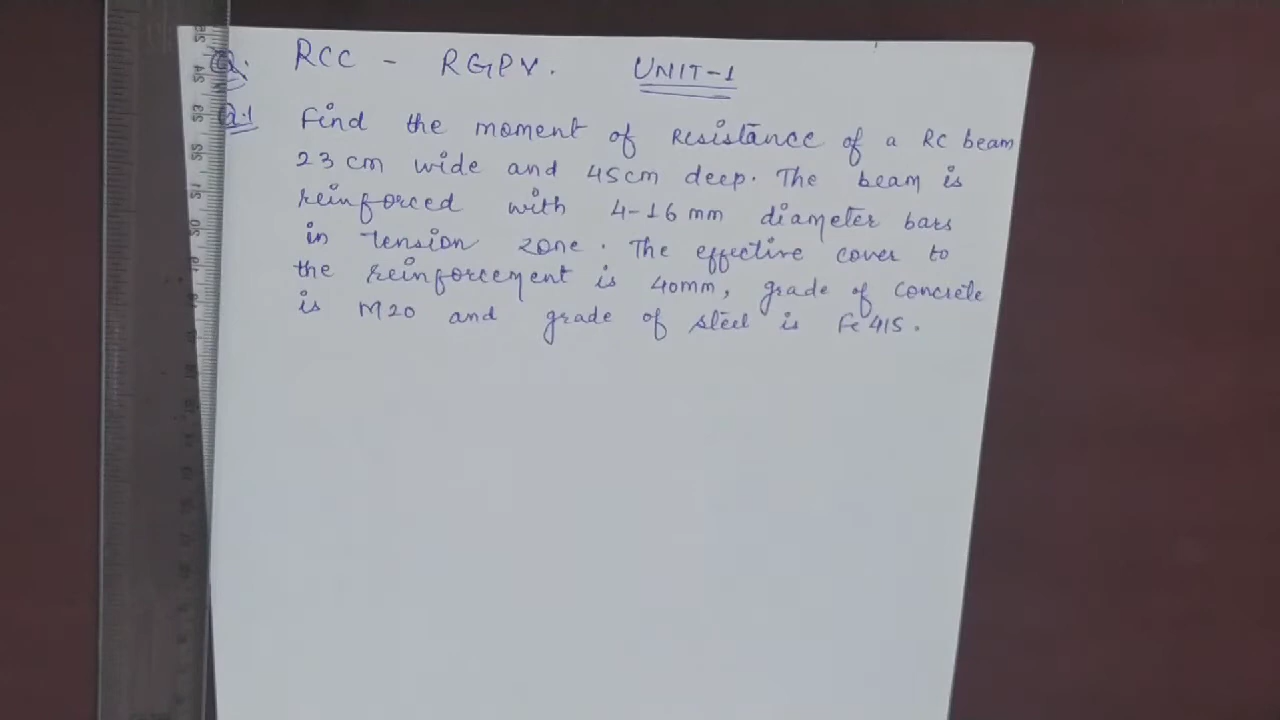 Q. RCC - RGPV. UNIT-1
Q.1 Find the moment of resistance of a RC beam
23 cm wide and 45cm deep. The beam is
reinforced with 4-16 mm diameter bars
in tension zone. The effective cover to
the reinforcement is 40mm, grade of concrete
is M20 and grade of steel is Fe 415.